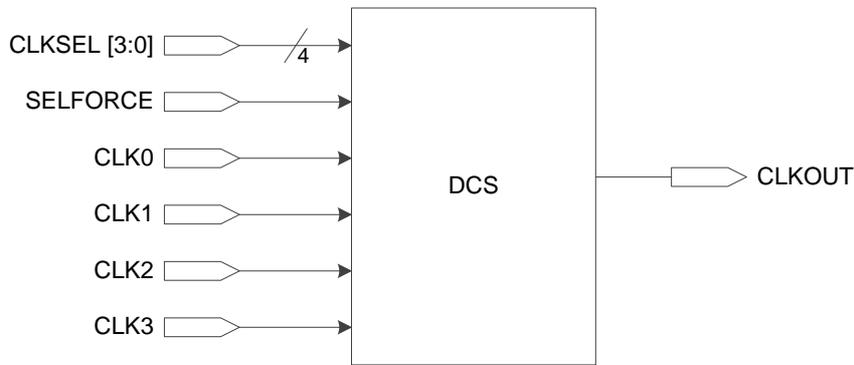 CLKSEL [3:0]
4
SELFORCE
CLK0
CLK1
CLK2
CLK3
DCS
CLKOUT